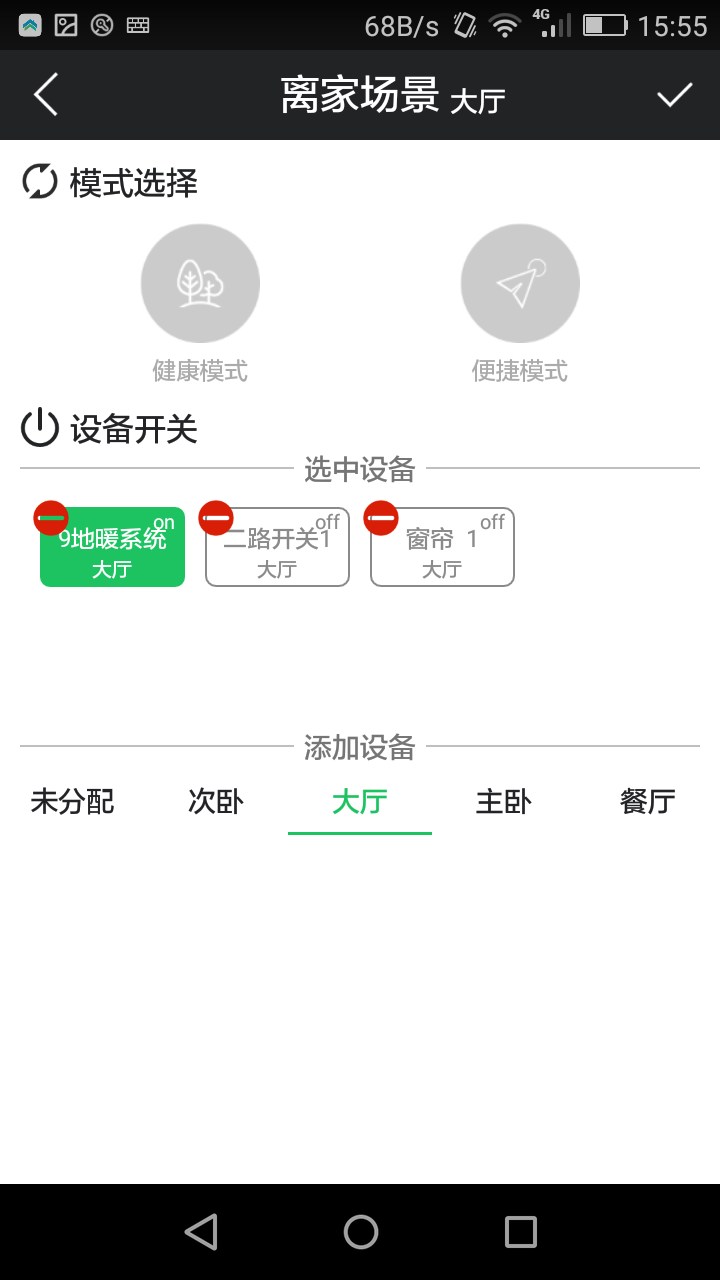 68B/s 4G 15:55
离家场景 大厅
模式选择
健康模式 便捷模式
设备开关
选中设备
on off off
9地暖系统 二路开关1 窗帘 1
大厅 大厅 大厅
添加设备
未分配 次卧 大厅 主卧 餐厅